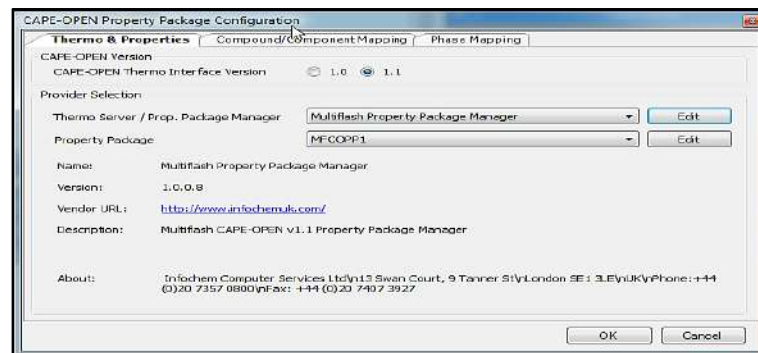 CAPE-OPEN Property Package Configuration
Thermo & Properties Compound/Component Mapping Phase Mapping
CAPE-OPEN Version
CAPE-OPEN Thermo Interface Version 1.0 1.1
Provider Selection
Thermo Server / Prop. Package Manager Multiflash Property Package Manager Edit
Property Package MFCOPP1 Edit
Name: Multiflash Property Package Manager
Version: 1.0.0.8
Vendor URL: http://www.infochemuk.com/
Description: Multiflash CAPE-OPEN v1.1 Property Package Manager
About: Infochem Computer Services Ltd\n13 Swan Court, 9 Tanner St\nLondon SE1 3LE\nUK\nPhone:+44
(0)20 7357 0800\nFax: +44 (0)20 7407 3927
OK Cancel